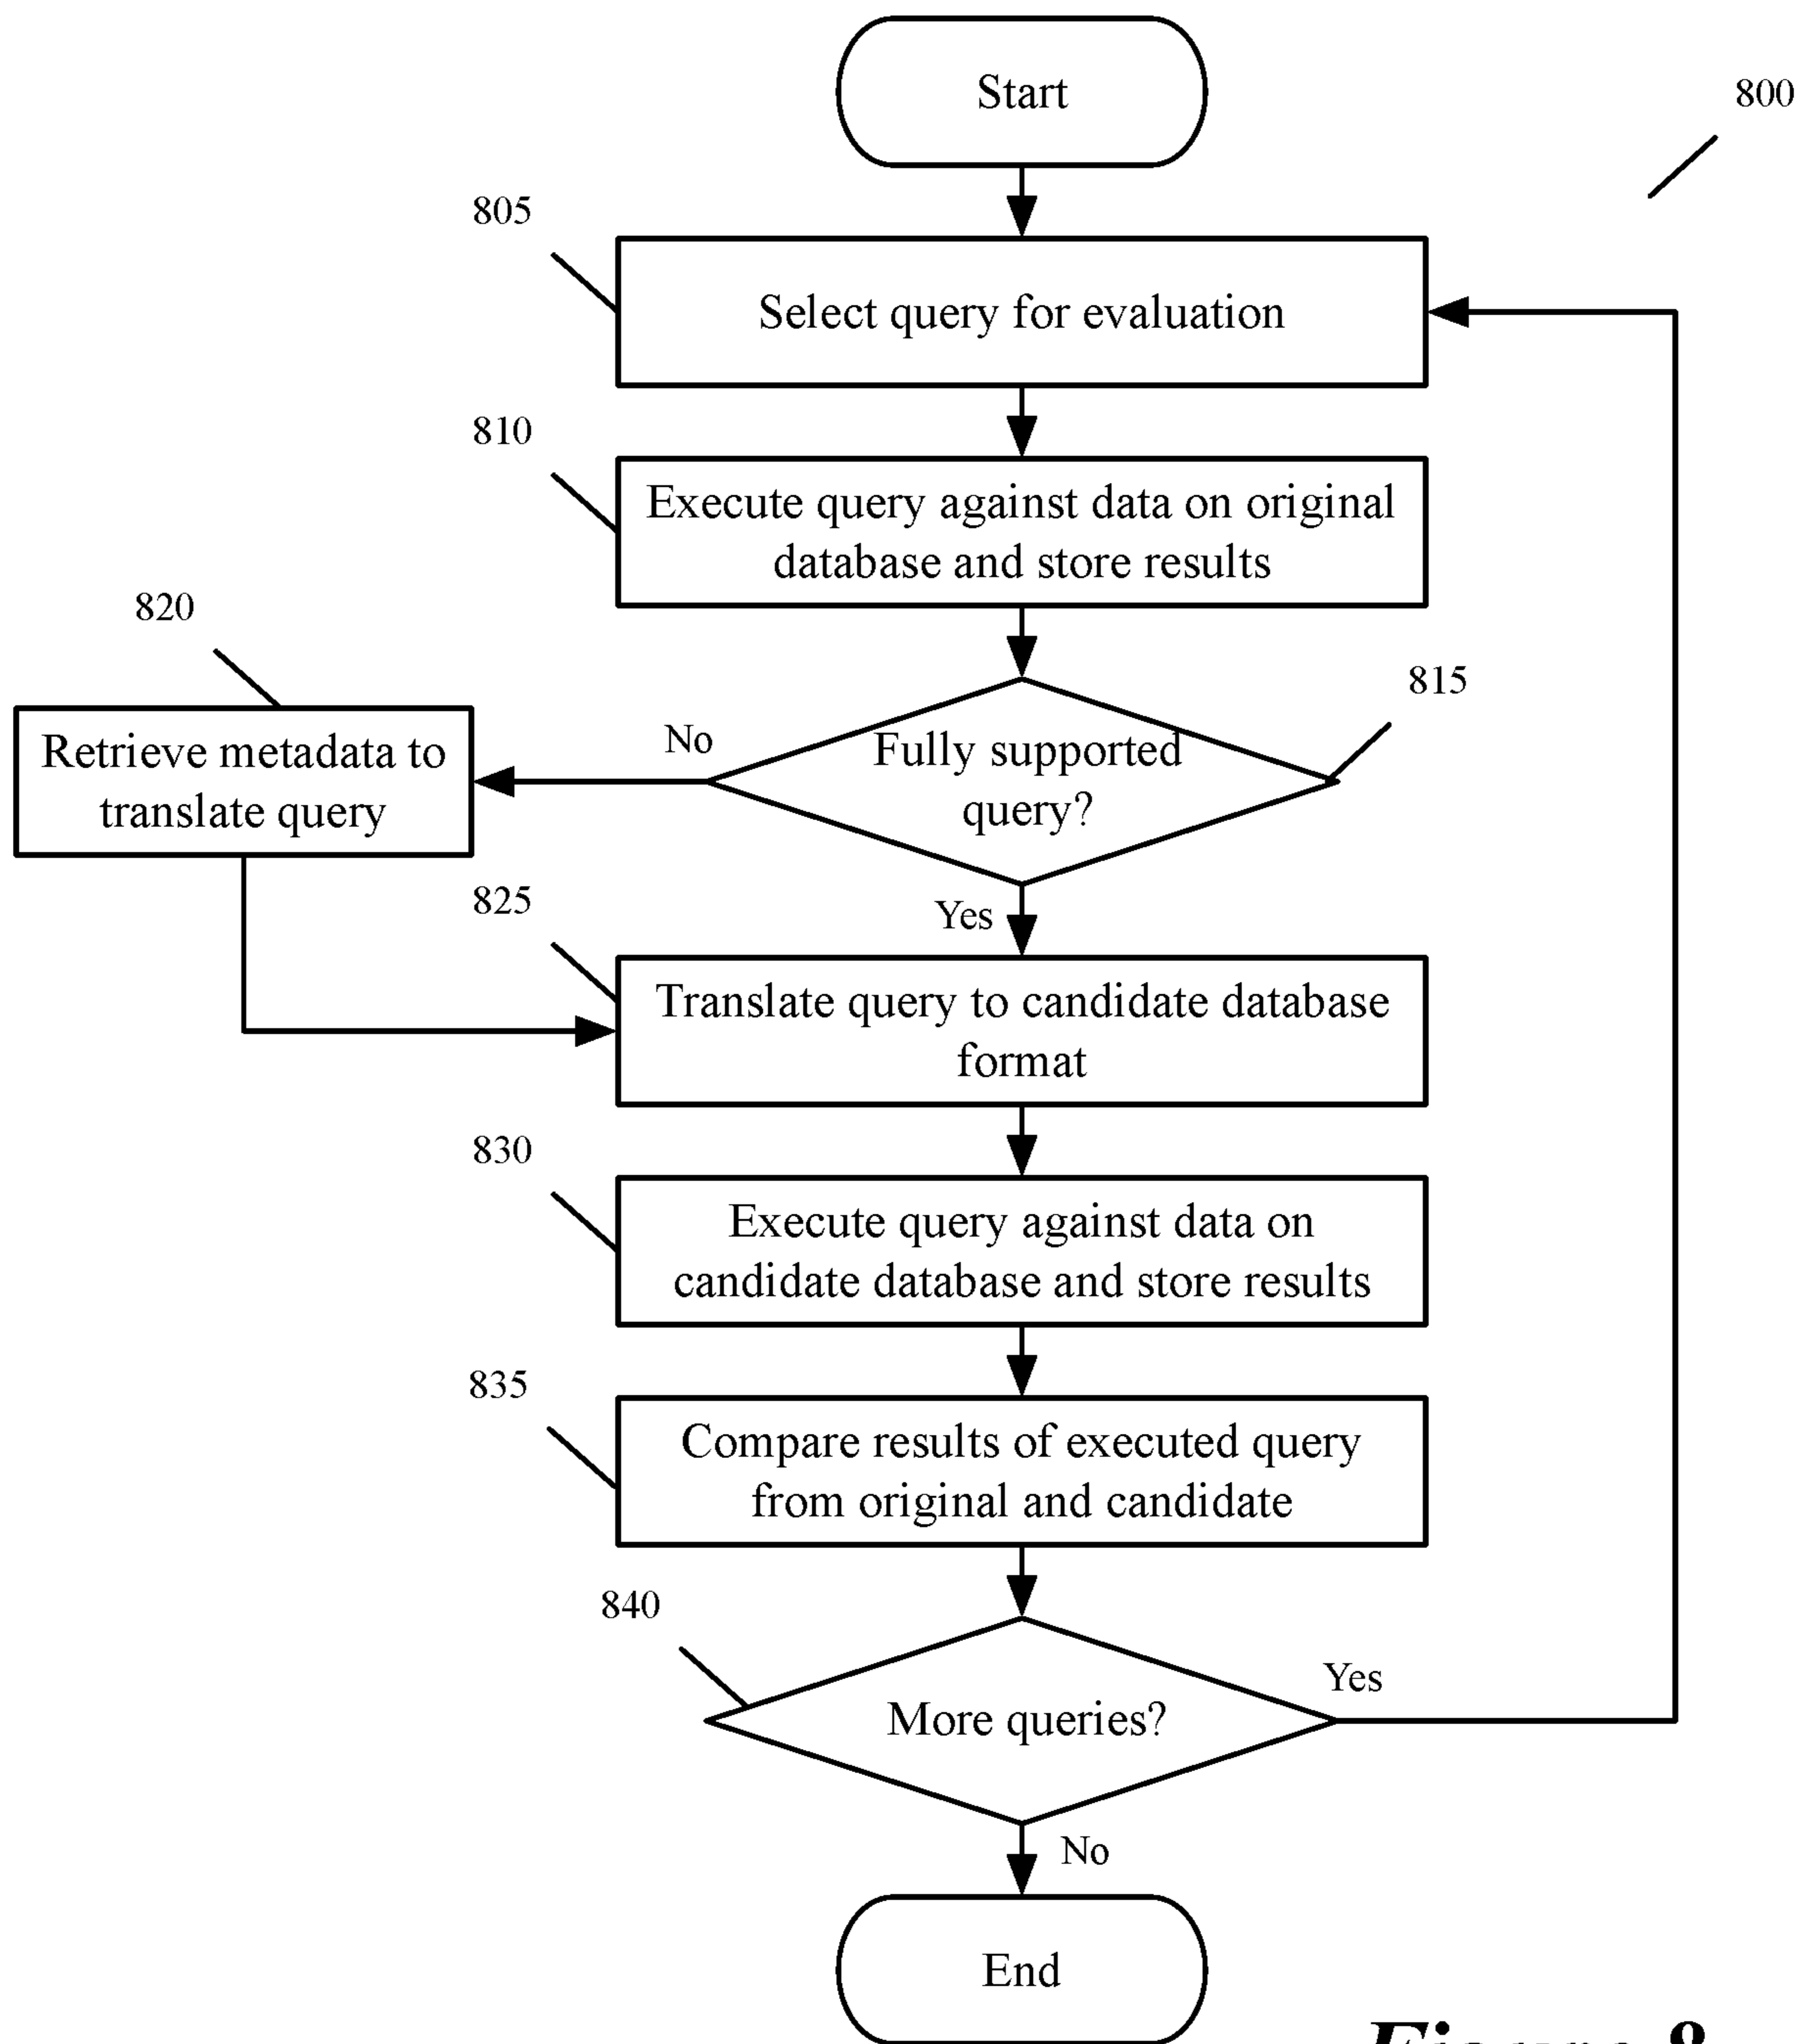 Start
800
805
Select query for evaluation
810
Execute query against data on original
database and store results
820
815
Retrieve metadata to
translate query
No
Fully supported
query?
825
Yes
Translate query to candidate database
format
830
Execute query against data on
candidate database and store results
835
Compare results of executed query
from original and candidate
840
More queries?
Yes
No
End
Figure 8